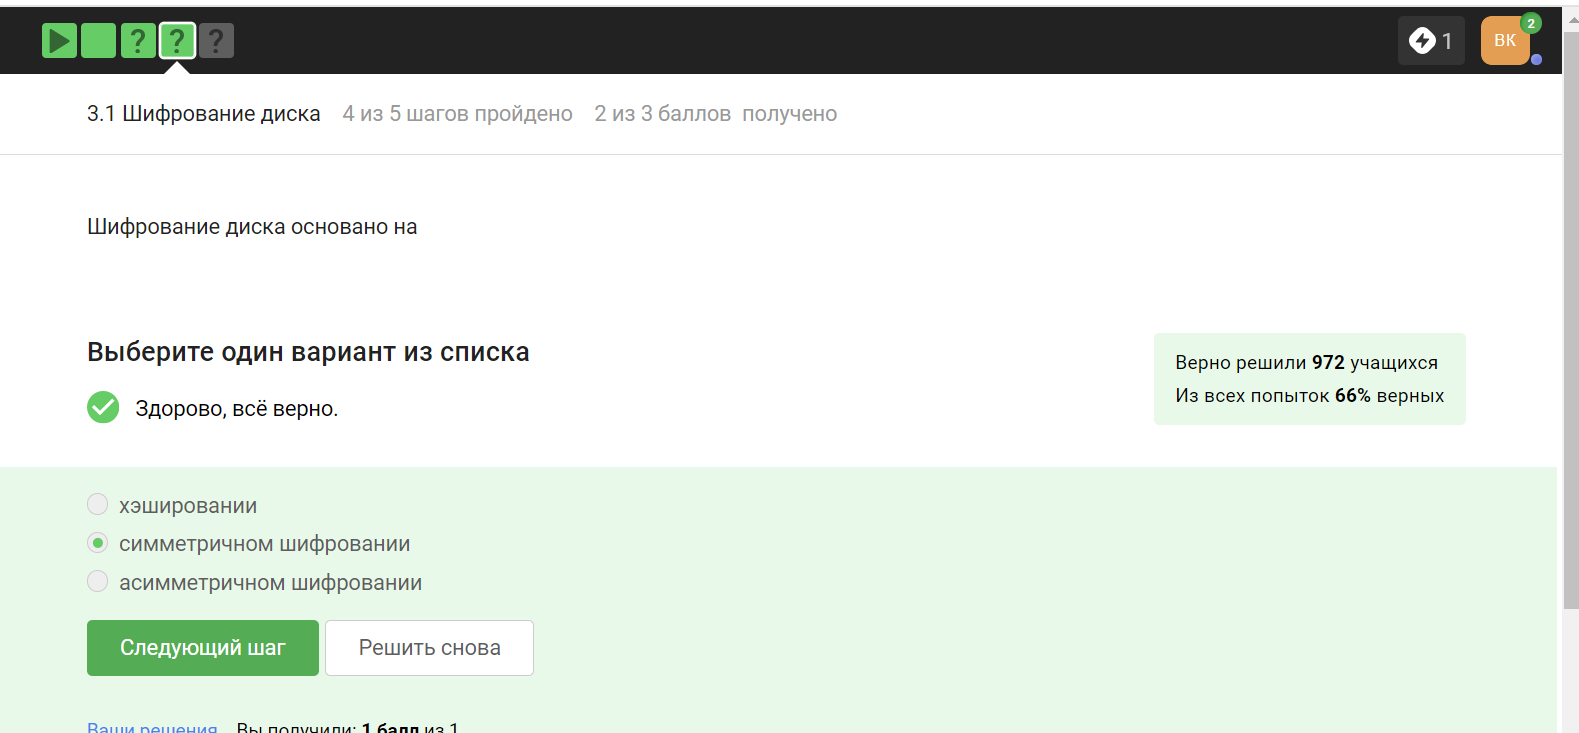 ? ? ?
1
ВК
2
3.1 Шифрование диска 4 из 5 шагов пройдено 2 из 3 баллов получено
Шифрование диска основано на
Выберите один вариант из списка
Здорово, всё верно.
Верно решили 972 учащихся
Из всех попыток 66% верных
хэшировании
симметричном шифровании
асимметричном шифровании
Следующий шаг
Решить снова
Ваши решения Вы получили: 1 балл из 1